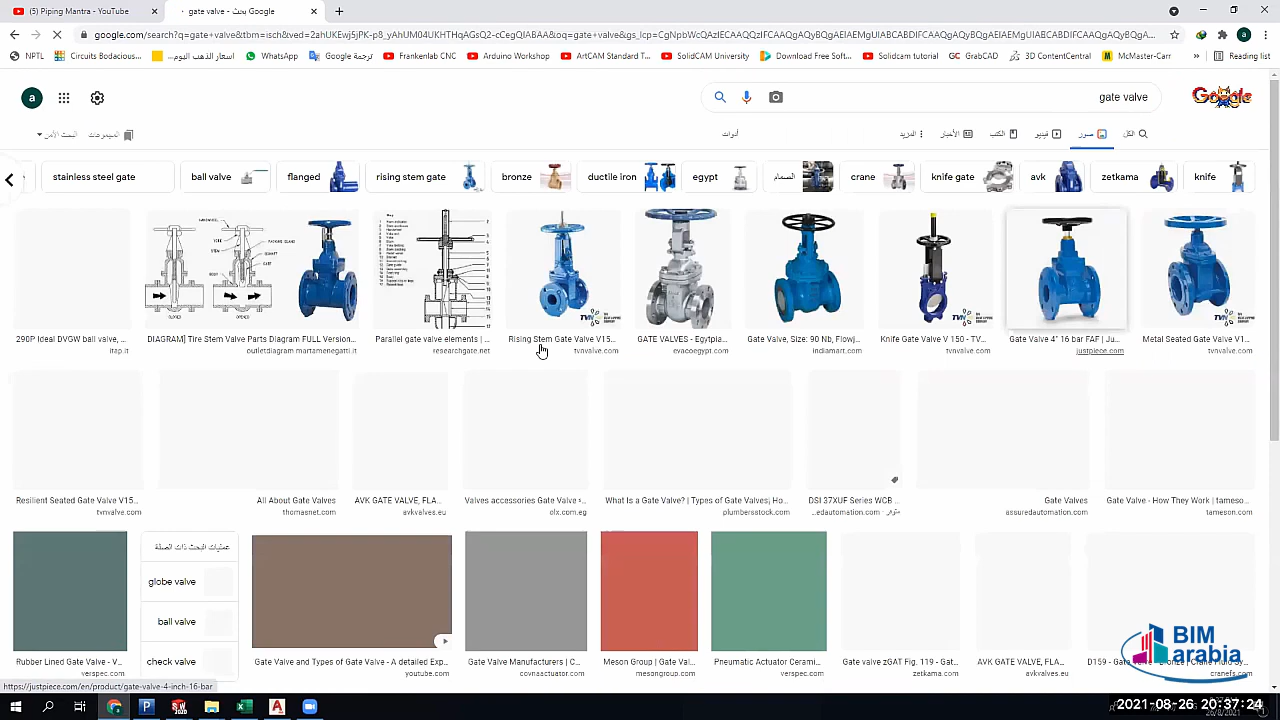 (5) Piping Mantra - YouTube
gate valve - بحث Google
google.com/search?q=gate+valve&tbm=isch&ved=2ahUKEwj5jPK-p8_yAhUM04UKHTHqAGsQ2-cCegQIABAA&oq=gate+valve&gs_lcp=
NPTL
Circuits Bodacious...
اسعار الذهب اليوم...
WhatsApp
ترجمة Google
Frankenlab CNC
Arduino Workshop
ArtCAM Standard T...
SolidCAM University
Download Free Soft...
Solidcam tutorial
GrabCAD
3D ContentCentral
McMaster-Carr
Reading list
a
gate valve
Google
الكل
صور
فيديو
الكتب
الأخبار
المزيد
أدوات
المجموعات
البحث الآمن
stainless steel gate
ball valve
flanged
rising stem gate
bronze
ductile iron
egypt
الصمام
crane
knife gate
avk
zetkama
knife
290P Ideal DVGW ball valve, ...
itap.it
DIAGRAM] Tire Stem Valve Parts Diagram FULL Version...
outletdiagram.martamenegatti.it
Parallel gate valve elements | ...
researchgate.net
Rising Stem Gate Valve V15...
tvnvalve.com
GATE VALVES - Egytpia...
evacoegypt.com
Gate Valve, Size: 90 Nb, Flowj...
indiamart.com
Knife Gate Valve V 150 - TV...
tvnvalve.com
Gate Valve 4" 16 bar FAF | Ju...
justpiece.com
Metal Seated Gate Valve V1...
tvnvalve.com
Resilient Seated Gate Valve V15...
tvnvalve.com
All About Gate Valves
thomasnet.com
AVK GATE VALVE, FLA...
avkvalves.eu
Valves accessories Gate Valve ...
olx.com.eg
What Is a Gate Valve? | Types of Gate Valves| Ho...
plumbersstock.com
DSI 37XUF Series WCB ...
متوفر - ...edautomation.com
Gate Valves
assuredautomation.com
Gate Valve - How They Work | tameso...
tameson.com
عمليات البحث ذات الصلة
globe valve
ball valve
check valve
Rubber Lined Gate Valve - V...
verspec.com
Gate Valve and Types of Gate Valve - A detailed Exp...
youtube.com
Gate Valve Manufacturers | C...
covnaactuator.com
Meson Group | Gate Val...
mesongroup.com
Pneumatic Actuator Cerami...
verspec.com
Gate valve zGAT Fig. 119 - Gat...
zetkama.com
AVK GATE VALVE, FLA...
avkvalves.eu
cranefs.com
BIM
arabia
https://justpiece.com/en/product/gate-valve-4-inch-16-bar
2021-08-26 20:37:24